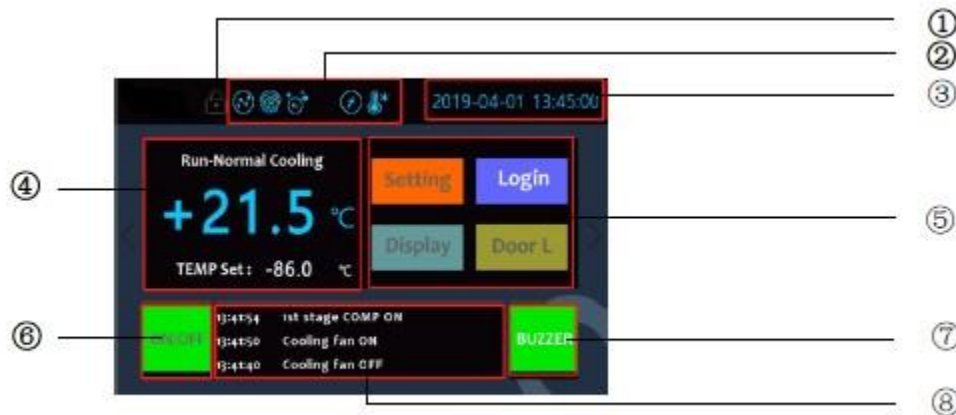 ①
②
2019-04-01 13:45:00
③
Run-Normal Cooling
④
+21.5 ℃
Setting
Login
⑤
Display
Door L
TEMP Set: -86.0 ℃
⑥
ON/OFF
13:41:54 1st stage COMP ON
13:41:50 Cooling fan ON
13:41:40 Cooling fan OFF
BUZZER
⑦
⑧